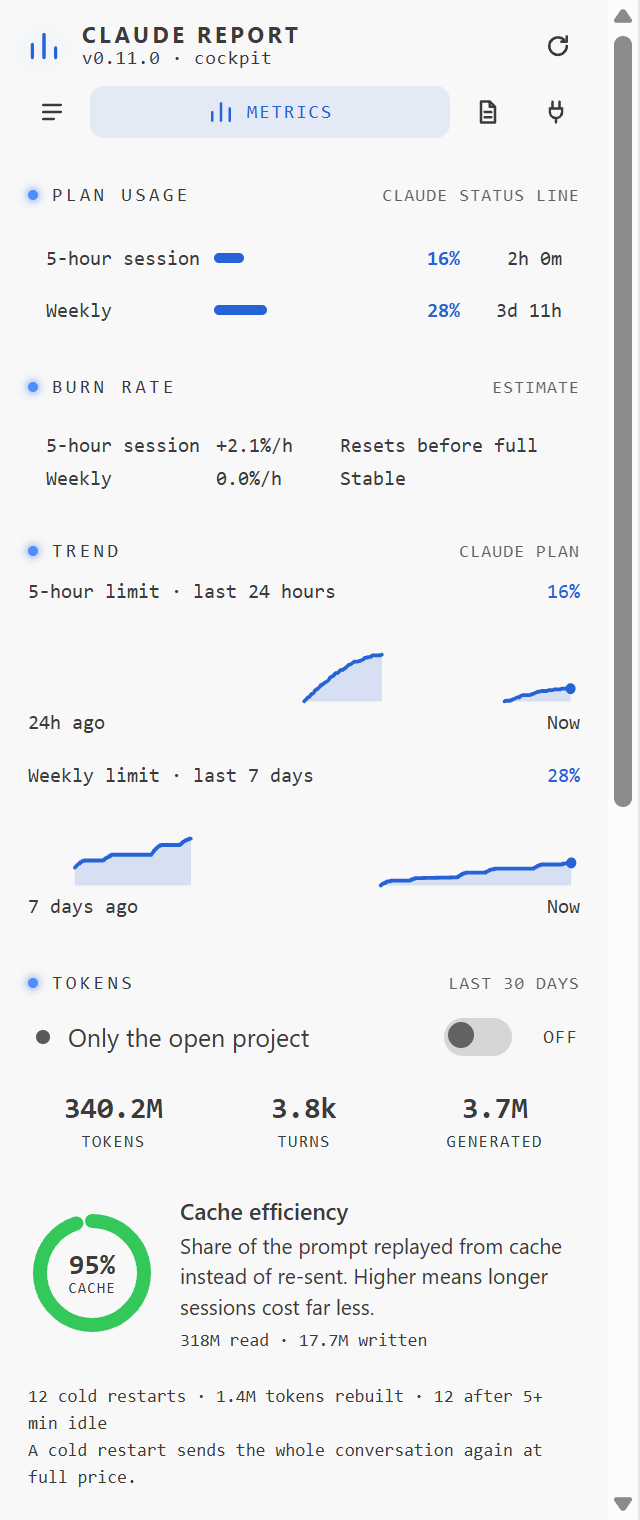 CLAUDE REPORT
v0.11.0 · cockpit
METRICS
PLAN USAGE CLAUDE STATUS LINE
5-hour session 16% 2h 0m
Weekly 28% 3d 11h
BURN RATE ESTIMATE
5-hour session +2.1%/h Resets before full
Weekly 0.0%/h Stable
TREND CLAUDE PLAN
5-hour limit · last 24 hours 16%
24h ago Now
Weekly limit · last 7 days 28%
7 days ago Now
TOKENS LAST 30 DAYS
Only the open project OFF
340.2M 3.8k 3.7M
TOKENS TURNS GENERATED
95%
CACHE
Cache efficiency
Share of the prompt replayed from cache
instead of re-sent. Higher means longer
sessions cost far less.
318M read · 17.7M written
12 cold restarts · 1.4M tokens rebuilt · 12 after 5+
min idle
A cold restart sends the whole conversation again at
full price.